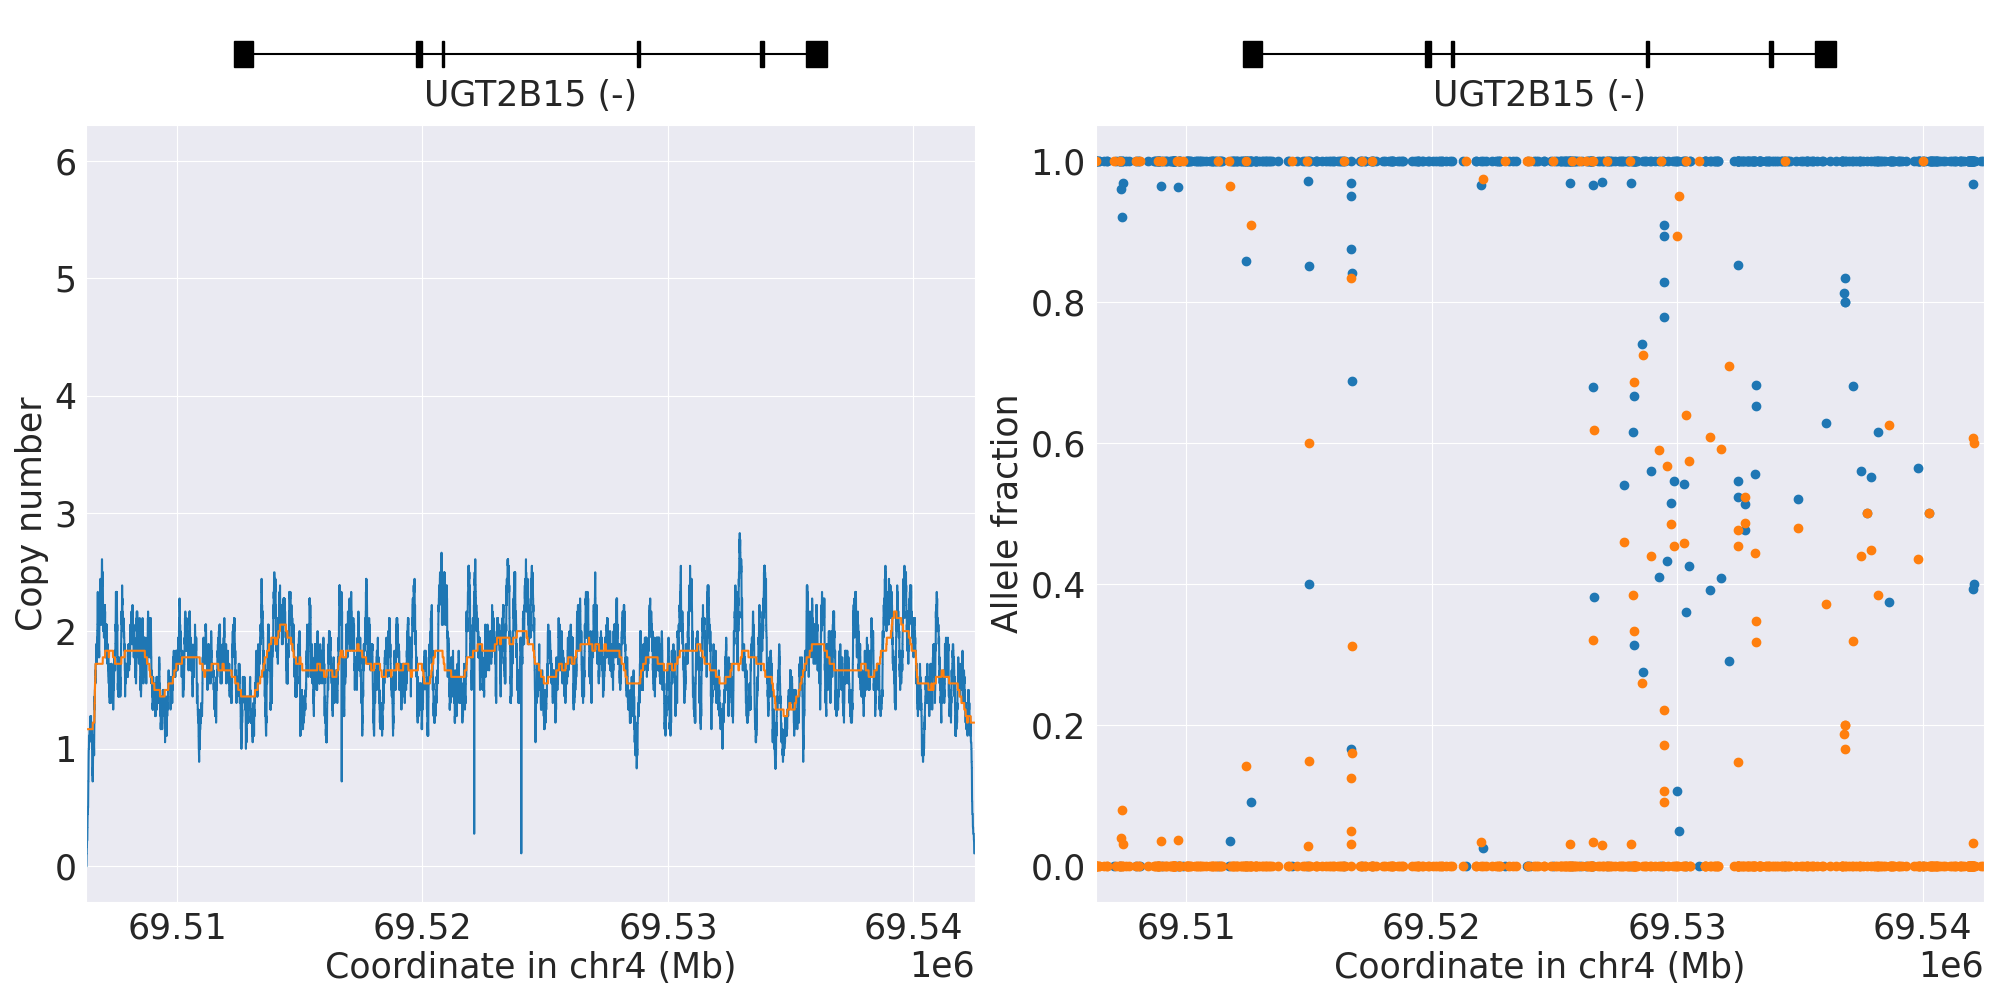 UGT2B15 (-)
6
5
4
3
2
1
0
Copy number
69.51
69.52
69.53
69.54
Coordinate in chr4 (Mb)
1e6
UGT2B15 (-)
1.0
0.8
0.6
0.4
0.2
0.0
Allele fraction
69.51
69.52
69.53
69.54
Coordinate in chr4 (Mb)
1e6